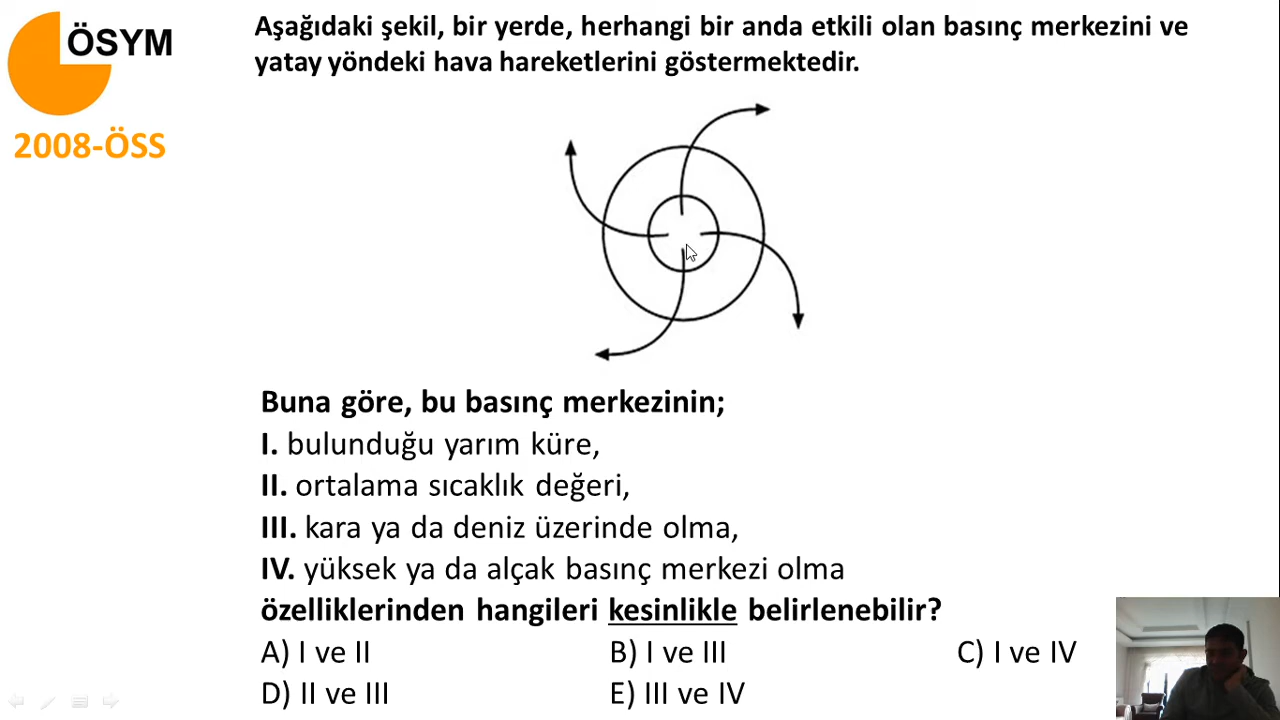 ÖSYM
2008-ÖSS
Aşağıdaki şekil, bir yerde, herhangi bir anda etkili olan basınç merkezini ve
yatay yöndeki hava hareketlerini göstermektedir.
Buna göre, bu basınç merkezinin;
I. bulunduğu yarım küre,
II. ortalama sıcaklık değeri,
III. kara ya da deniz üzerinde olma,
IV. yüksek ya da alçak basınç merkezi olma
özelliklerinden hangileri kesinlikle belirlenebilir?
A) I ve II B) I ve III C) I ve IV
D) II ve III E) III ve IV